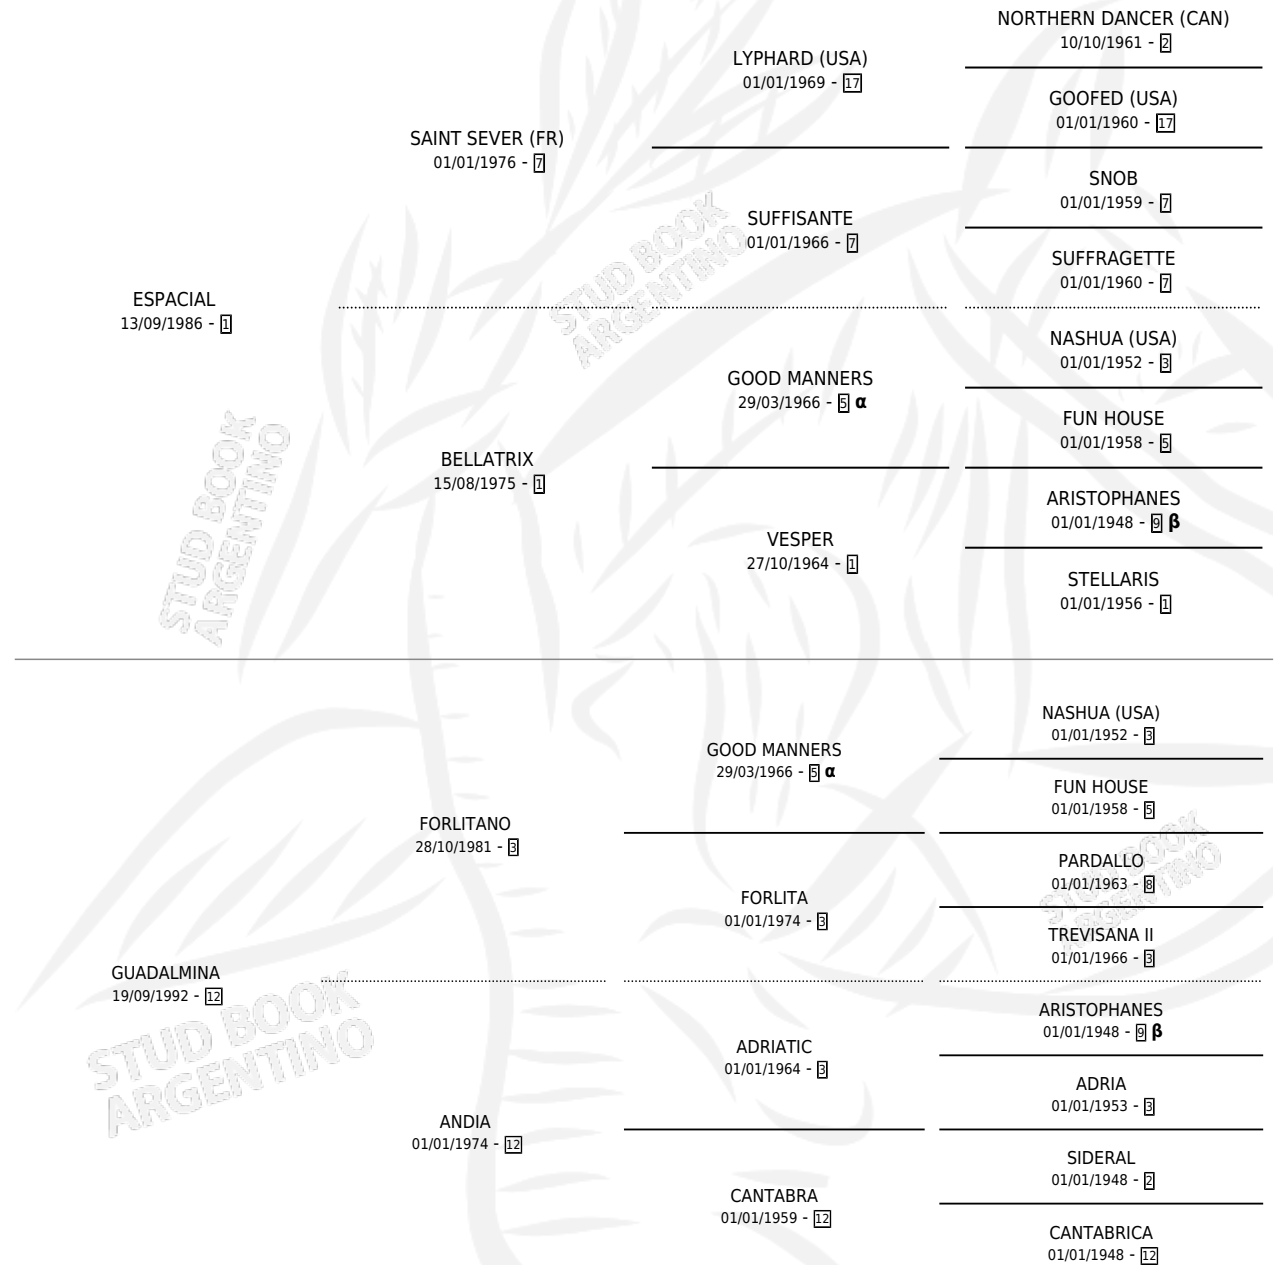 NORTHERN DANCER (CAN)
10/10/1961 - 2
LYPHARD (USA)
01/01/1969 - 17
GOOFED (USA)
01/01/1960 - 17
SAINT SEVER (FR)
01/01/1976 - 7
SNOB
01/01/1959 - 7
SUFFISANTE
01/01/1966 - 7
SUFFRAGETTE
01/01/1960 - 7
ESPACIAL
13/09/1986 - 1
NASHUA (USA)
01/01/1952 - 3
GOOD MANNERS
29/03/1966 - 5 α
FUN HOUSE
01/01/1958 - 5
BELLATRIX
15/08/1975 - 1
ARISTOPHANES
01/01/1948 - 9 β
VESPER
27/10/1964 - 1
STELLARIS
01/01/1956 - 1
NASHUA (USA)
01/01/1952 - 3
GOOD MANNERS
29/03/1966 - 5 α
FUN HOUSE
01/01/1958 - 5
FORLITANO
28/10/1981 - 3
PARDALLO
01/01/1963 - 8
FORLITA
01/01/1974 - 3
TREVISANA II
01/01/1966 - 3
GUADALMINA
19/09/1992 - 12
ARISTOPHANES
01/01/1948 - 9 β
ADRIATIC
01/01/1964 - 3
ADRIA
01/01/1953 - 3
ANDIA
01/01/1974 - 12
SIDERAL
01/01/1948 - 2
CANTABRA
01/01/1959 - 12
CANTABRICA
01/01/1948 - 12
STUD BOOK
ARGENTINO
STUD BOOK
ARGENTINO
STUD BOOK
ARGENTINO
STUD BOOK
ARGENTINO